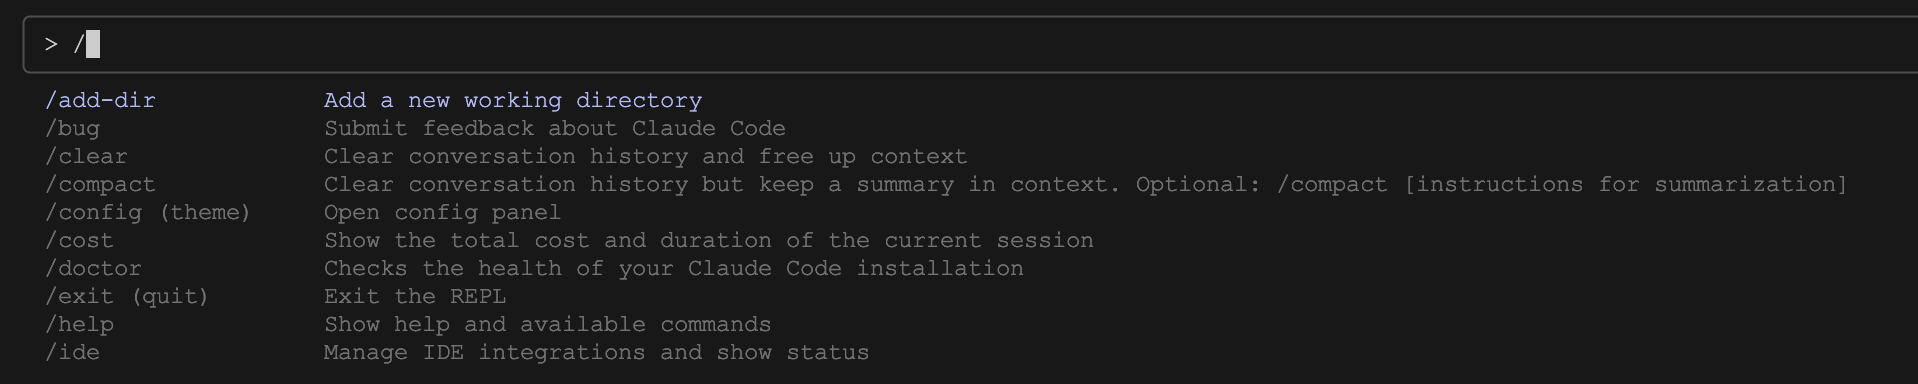 > /
/add-dir Add a new working directory
/bug Submit feedback about Claude Code
/clear Clear conversation history and free up context
/compact Clear conversation history but keep a summary in context. Optional: /compact [instructions for summarization]
/config (theme) Open config panel
/cost Show the total cost and duration of the current session
/doctor Checks the health of your Claude Code installation
/exit (quit) Exit the REPL
/help Show help and available commands
/ide Manage IDE integrations and show status